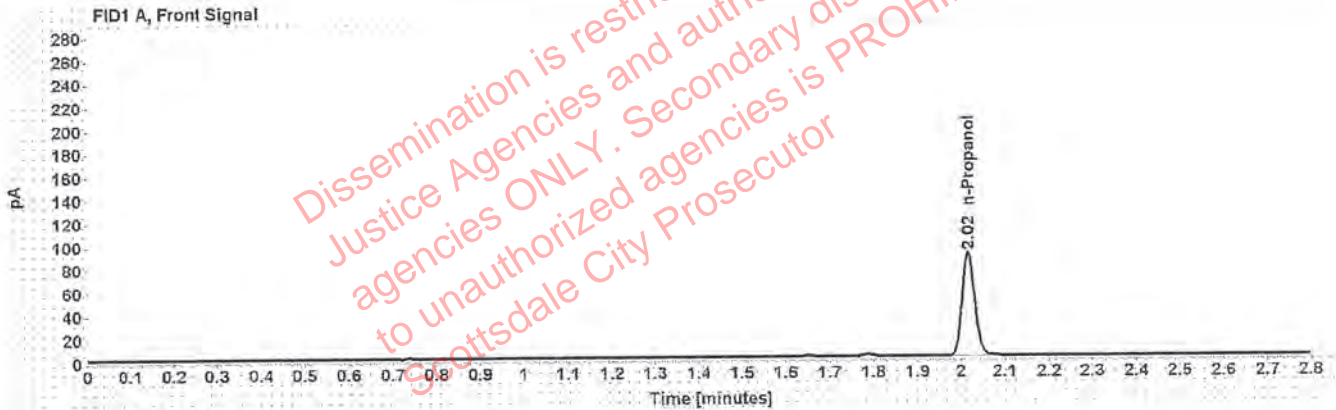 FID1 A, Front Signal
280
260
240
220
200
180
160
140
120
100
80
60
40
20
0
pA
2.02 n-Propanol
0 0.1 0.2 0.3 0.4 0.5 0.6 0.7 0.8 0.9 1 1.1 1.2 1.3 1.4 1.5 1.6 1.7 1.8 1.9 2 2.1 2.2 2.3 2.4 2.5 2.6 2.7 2.8
Time [minutes]
Dissemination is
Justice Agencies and
agencies ONLY. Secondary
to unauthorized agencies is
Scottsdale City Prosecutor